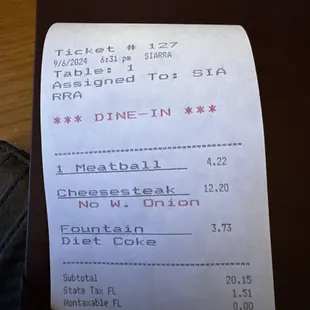 Ticket # 127
9/6/2024 6:31 pm SIARRA
Table: 1
Assigned To: SIA
RRA
*** DINE-IN ***
1 Meatball 4.22
Cheesesteak 12.20
No W. Onion
Fountain 3.73
Diet Coke
Subtotal 20.15
State Tax FL 1.51
Nontaxable FL 0.00